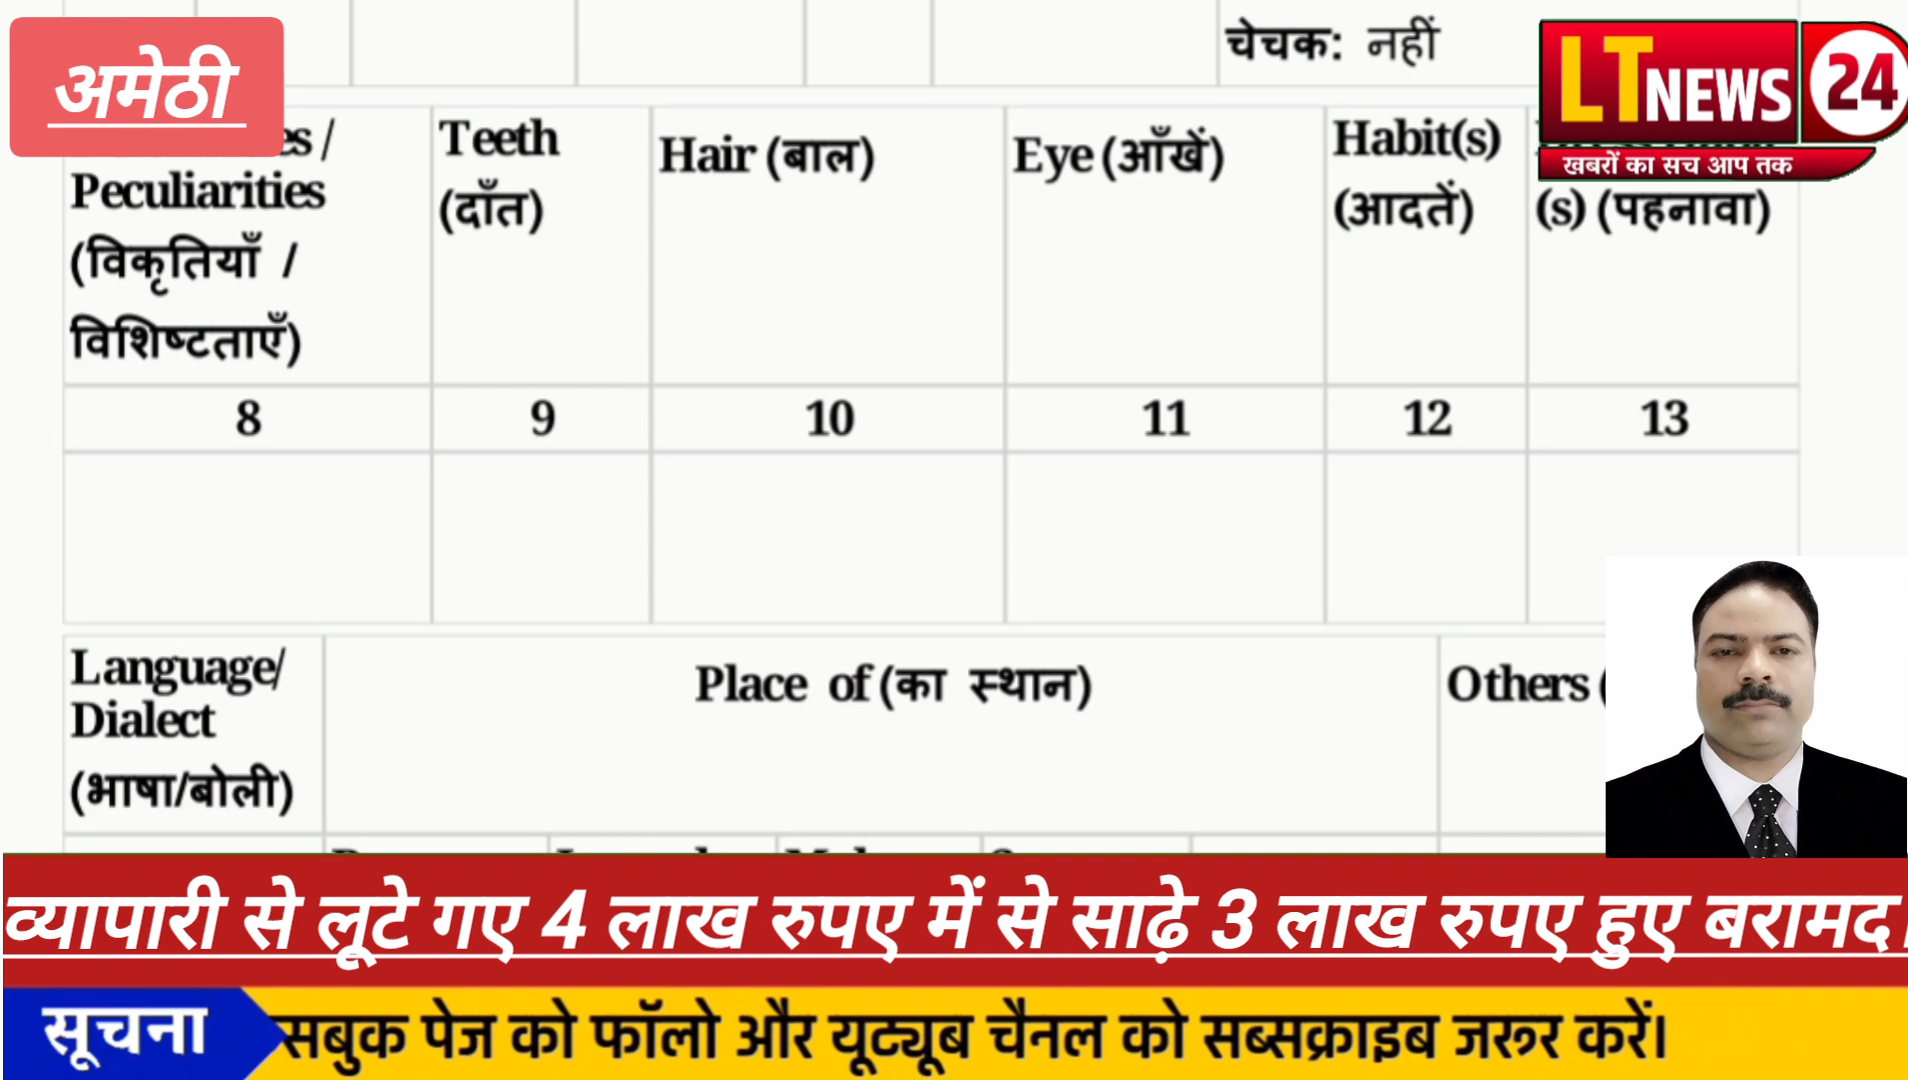 चेचक: नहीं
अमेठी
LT NEWS 24
खबरों का सच आप तक
Peculiarities
(विकृतियाँ /
विशिष्टताएँ)
Teeth
(दाँत)
Hair (बाल)
Eye (आँखें)
Habit(s)
(आदतें)
(s) (पहनावा)
8 9 10 11 12 13
Language/
Dialect
(भाषा/बोली)
Place of (का स्थान)
Others (
व्यापारी से लूटे गए 4 लाख रुपए में से साढ़े 3 लाख रुपए हुए बरामद।
सूचना
सबुक पेज को फॉलो और यूट्यूब चैनल को सब्सक्राइब जरूर करें।